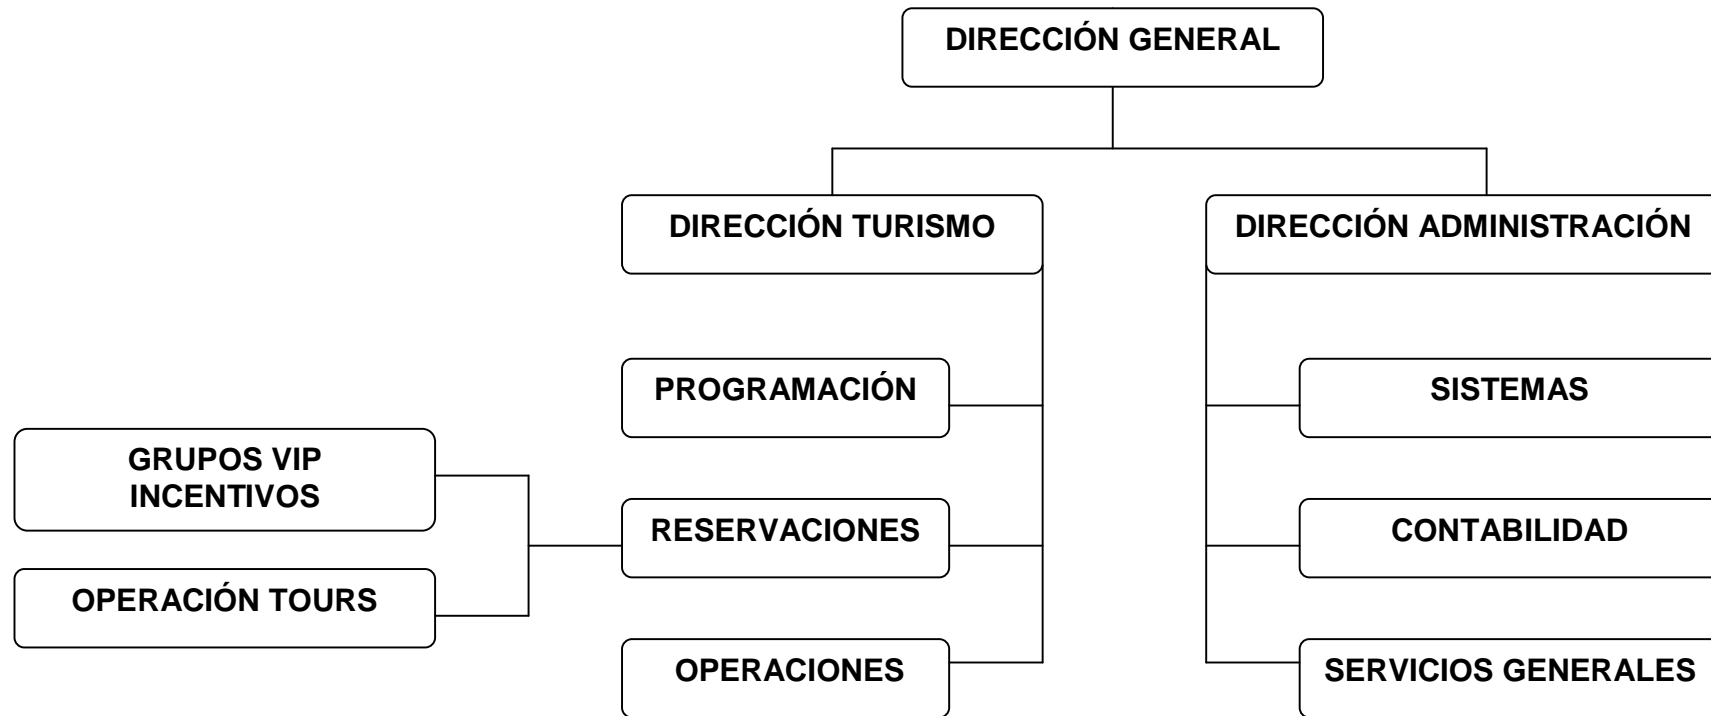 DIRECCIÓN GENERAL
DIRECCIÓN TURISMO
DIRECCIÓN ADMINISTRACIÓN
PROGRAMACIÓN
SISTEMAS
GRUPOS VIP
INCENTIVOS
RESERVACIONES
CONTABILIDAD
OPERACIÓN TOURS
OPERACIONES
SERVICIOS GENERALES